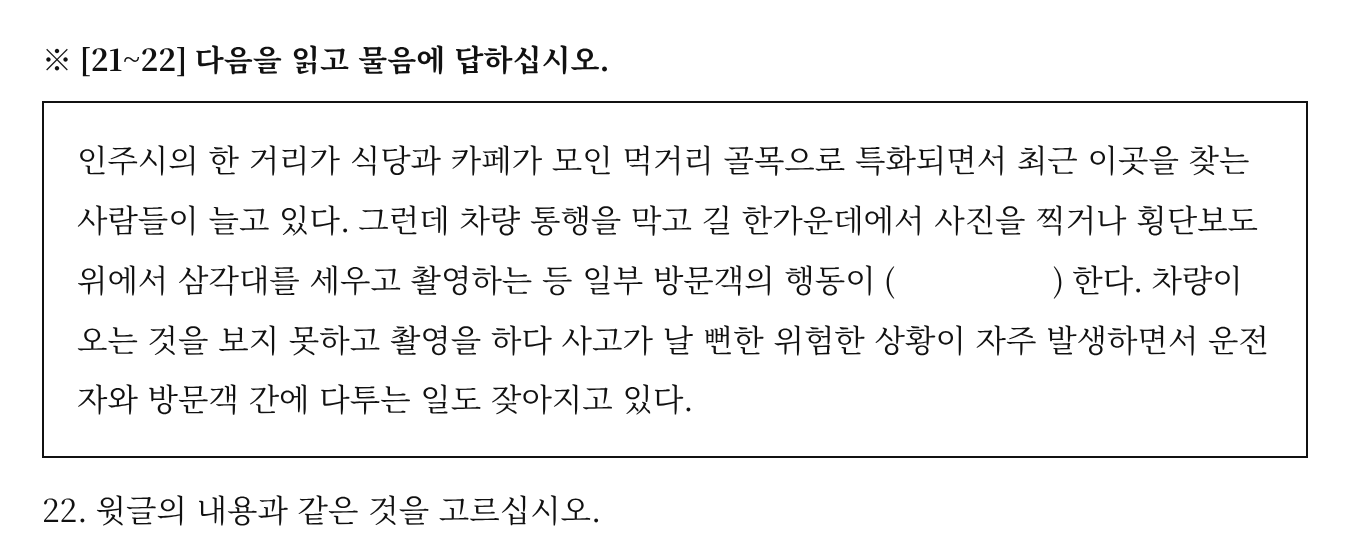 ※ [21~22] 다음을 읽고 물음에 답하십시오.
인주시의 한 거리가 식당과 카페가 모인 먹거리 골목으로 특화되면서 최근 이곳을 찾는
사람들이 늘고 있다. 그런데 차량 통행을 막고 길 한가운데에서 사진을 찍거나 횡단보도
위에서 삼각대를 세우고 촬영하는 등 일부 방문객의 행동이 (                ) 한다. 차량이
오는 것을 보지 못하고 촬영을 하다 사고가 날 뻔한 위험한 상황이 자주 발생하면서 운전
자와 방문객 간에 다투는 일도 잦아지고 있다.
22. 윗글의 내용과 같은 것을 고르십시오.